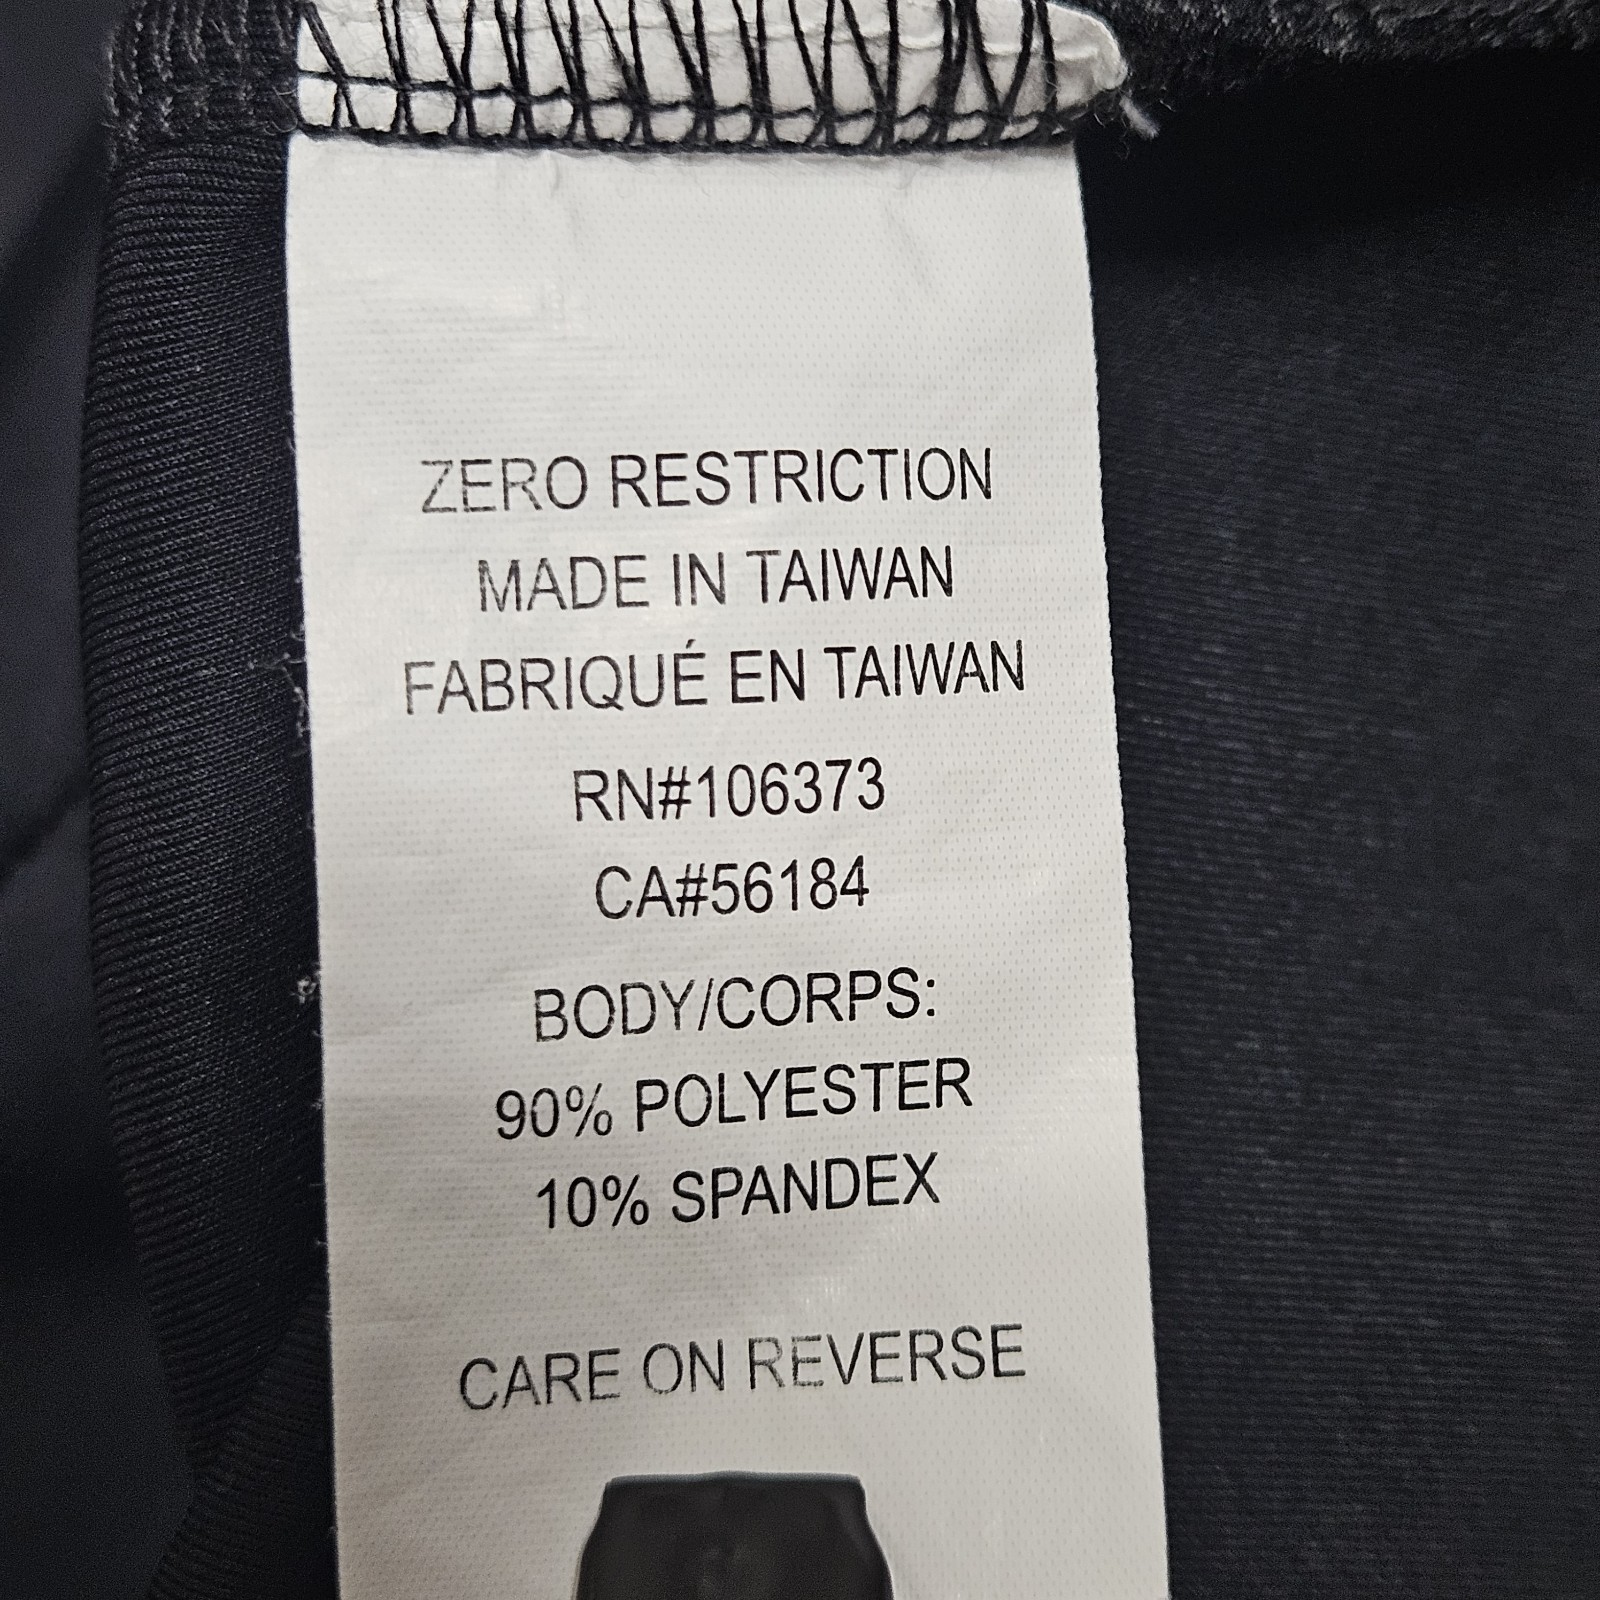 ZERO RESTRICTION
MADE IN TAIWAN
FABRIQUÉ EN TAIWAN
RN#106373
CA#56184
BODY/CORPS:
90% POLYESTER
10% SPANDEX
CARE ON REVERSE